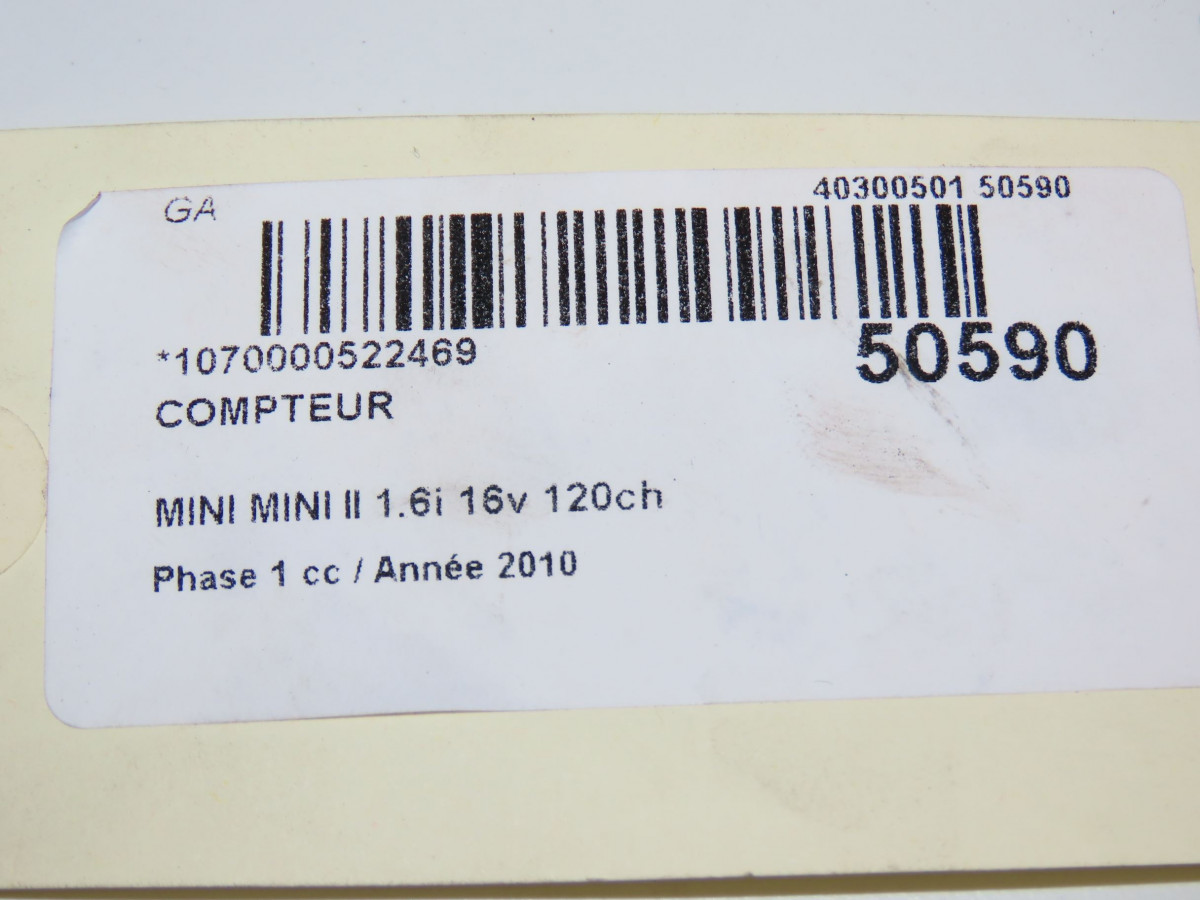 GA
40300501 50590
*1070000522469
50590
COMPTEUR
MINI MINI II 1.6i 16v 120ch
Phase 1 cc / Année 2010